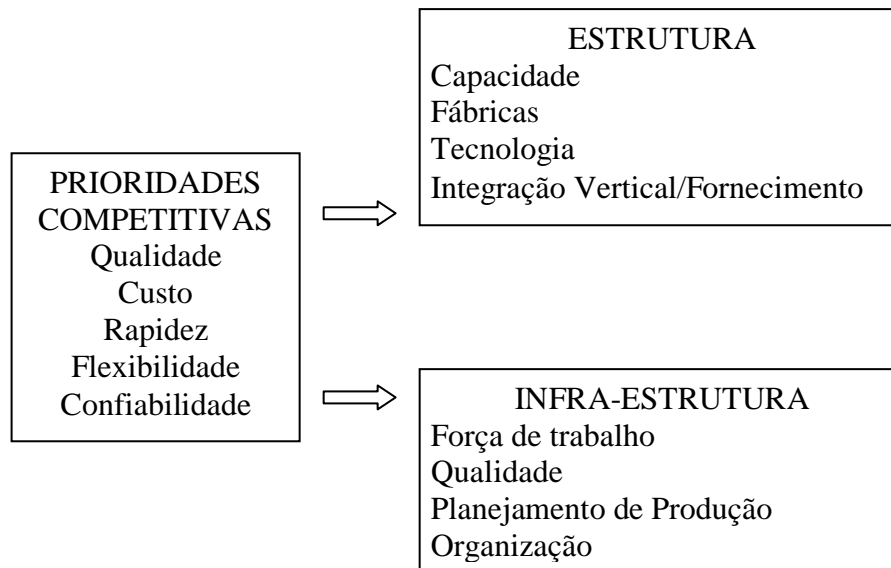 PRIORIDADES
COMPETITIVAS
Qualidade
Custo
Rapidez
Flexibilidade
Confiabilidade
ESTRUTURA
Capacidade
Fábricas
Tecnologia
Integração Vertical/Fornecimento
INFRA-ESTRUTURA
Força de trabalho
Qualidade
Planejamento de Produção
Organização